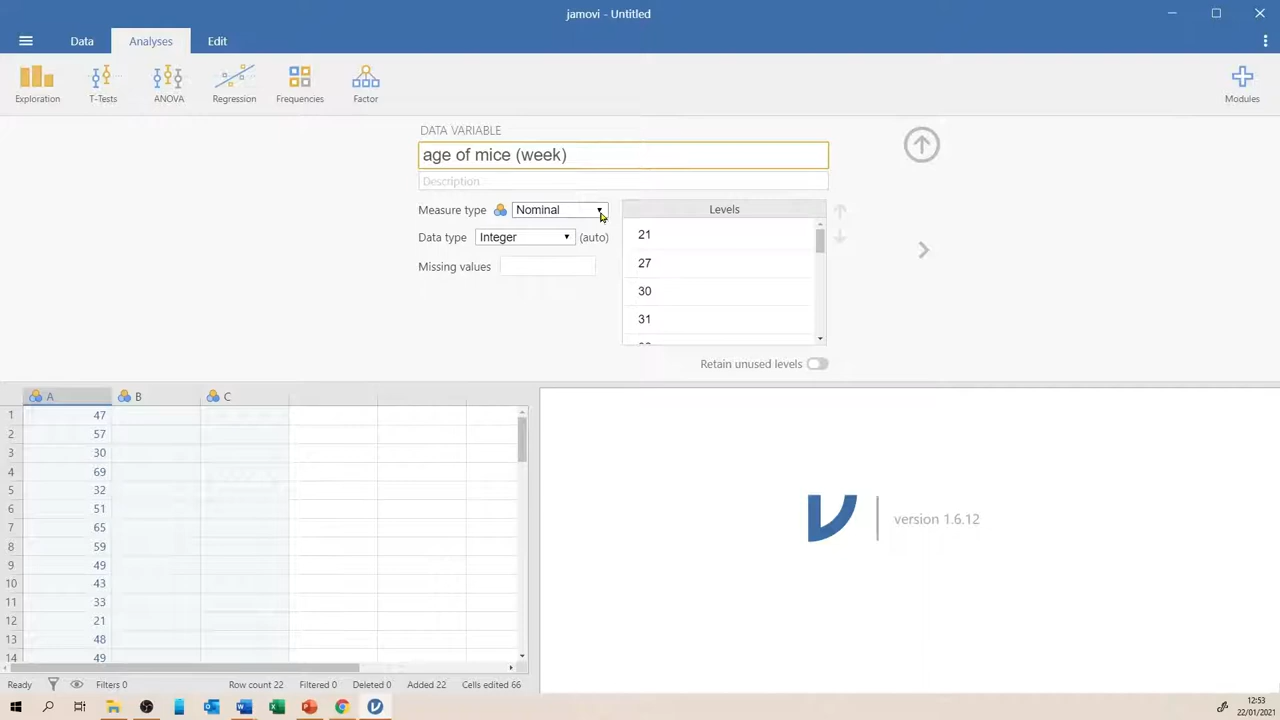 jamovi - Untitled
Data
Analyses
Edit
Exploration
T-Tests
ANOVA
Regression
Frequencies
Factor
Modules
DATA VARIABLE
age of mice (week)
Description
Measure type
Nominal
Levels
Data type
Integer
(auto)
Missing values
21
27
30
31
Retain unused levels
A
B
C
1 47
2 57
3 30
4 69
5 32
6 51
7 65
8 59
9 49
10 43
11 33
12 21
13 48
14 49
version 1.6.12
Ready
Filters 0
Row count 22
Filtered 0
Deleted 0
Added 22
Cells edited 66
12:53
22/01/2021